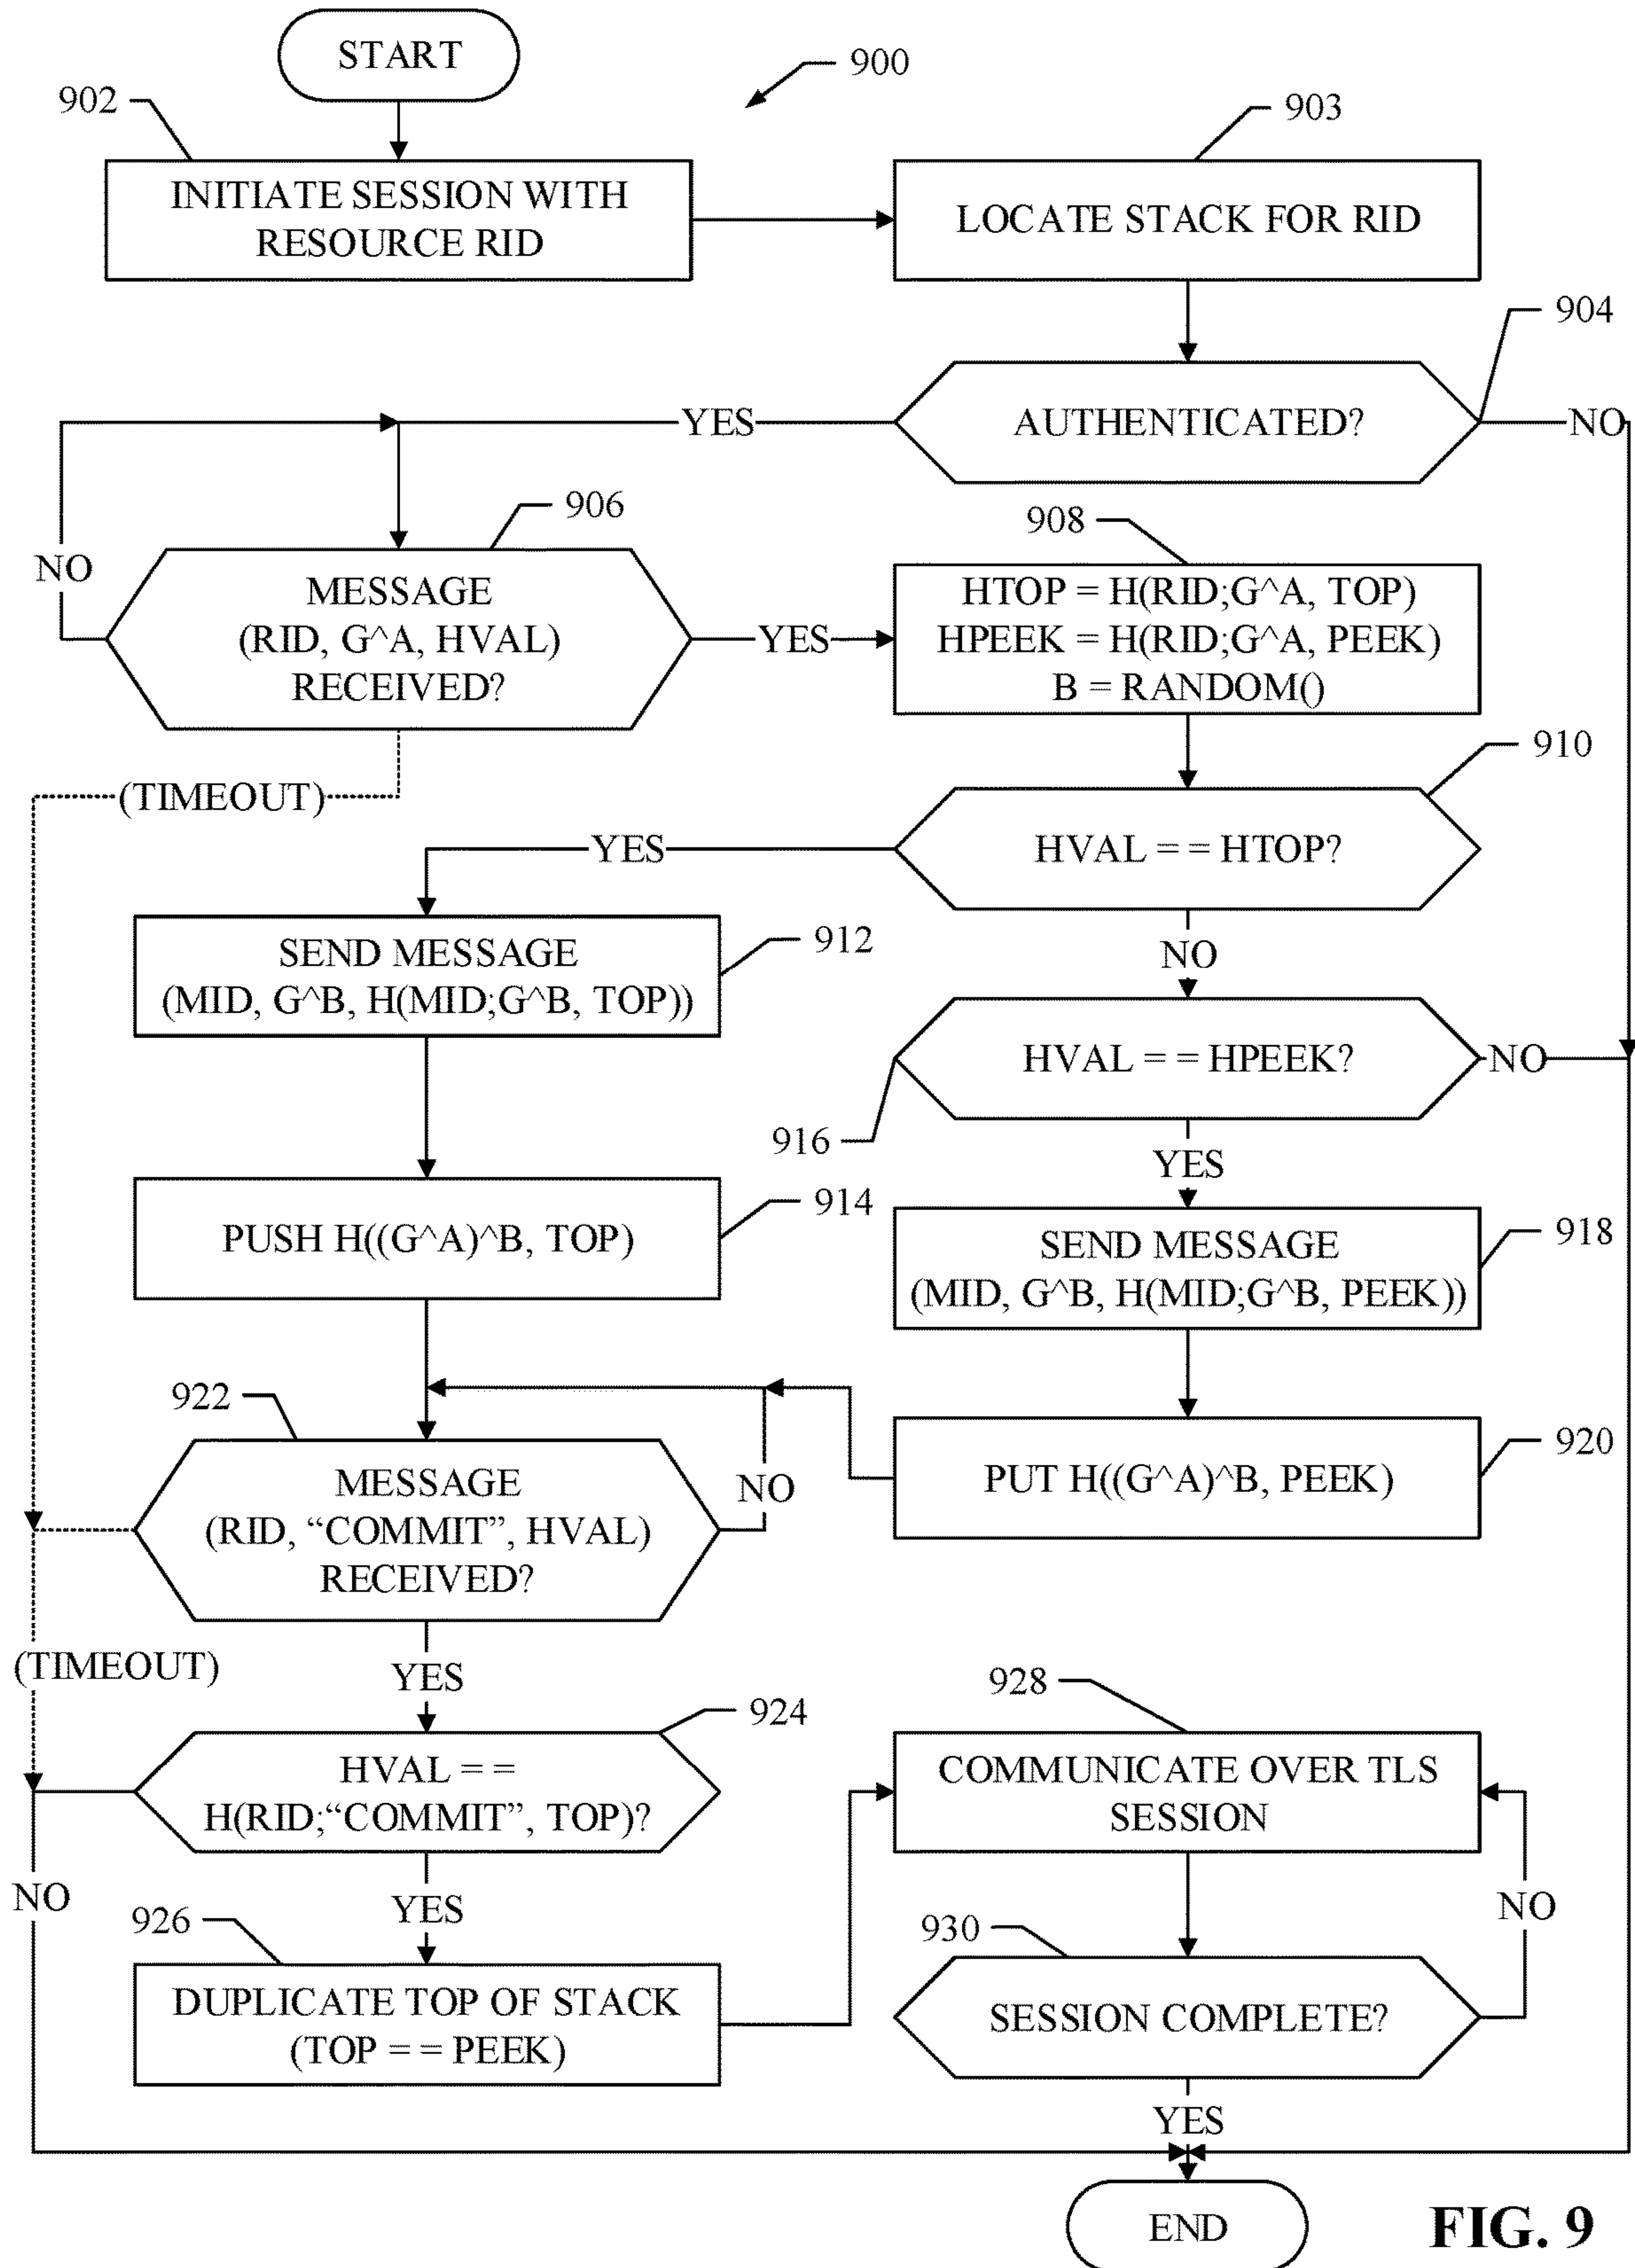 START
900
902
903
INITIATE SESSION WITH
RESOURCE RID
LOCATE STACK FOR RID
904
AUTHENTICATED?
YES
NO
906
908
NO
MESSAGE
(RID, G^A, HVAL)
RECEIVED?
YES
HTOP = H(RID;G^A, TOP)
HPEEK = H(RID;G^A, PEEK)
B = RANDOM()
910
(TIMEOUT)
HVAL = = HTOP?
YES
NO
912
SEND MESSAGE
(MID, G^B, H(MID;G^B, TOP))
HVAL = = HPEEK?
NO
916
YES
914
PUSH H((G^A)^B, TOP)
918
SEND MESSAGE
(MID, G^B, H(MID;G^B, PEEK))
922
920
PUT H((G^A)^B, PEEK)
MESSAGE
(RID, “COMMIT”, HVAL)
RECEIVED?
NO
(TIMEOUT)
YES
924
928
HVAL = =
H(RID;“COMMIT”, TOP)?
COMMUNICATE OVER TLS
SESSION
NO
YES
NO
926
930
DUPLICATE TOP OF STACK
(TOP = = PEEK)
SESSION COMPLETE?
YES
END
FIG. 9